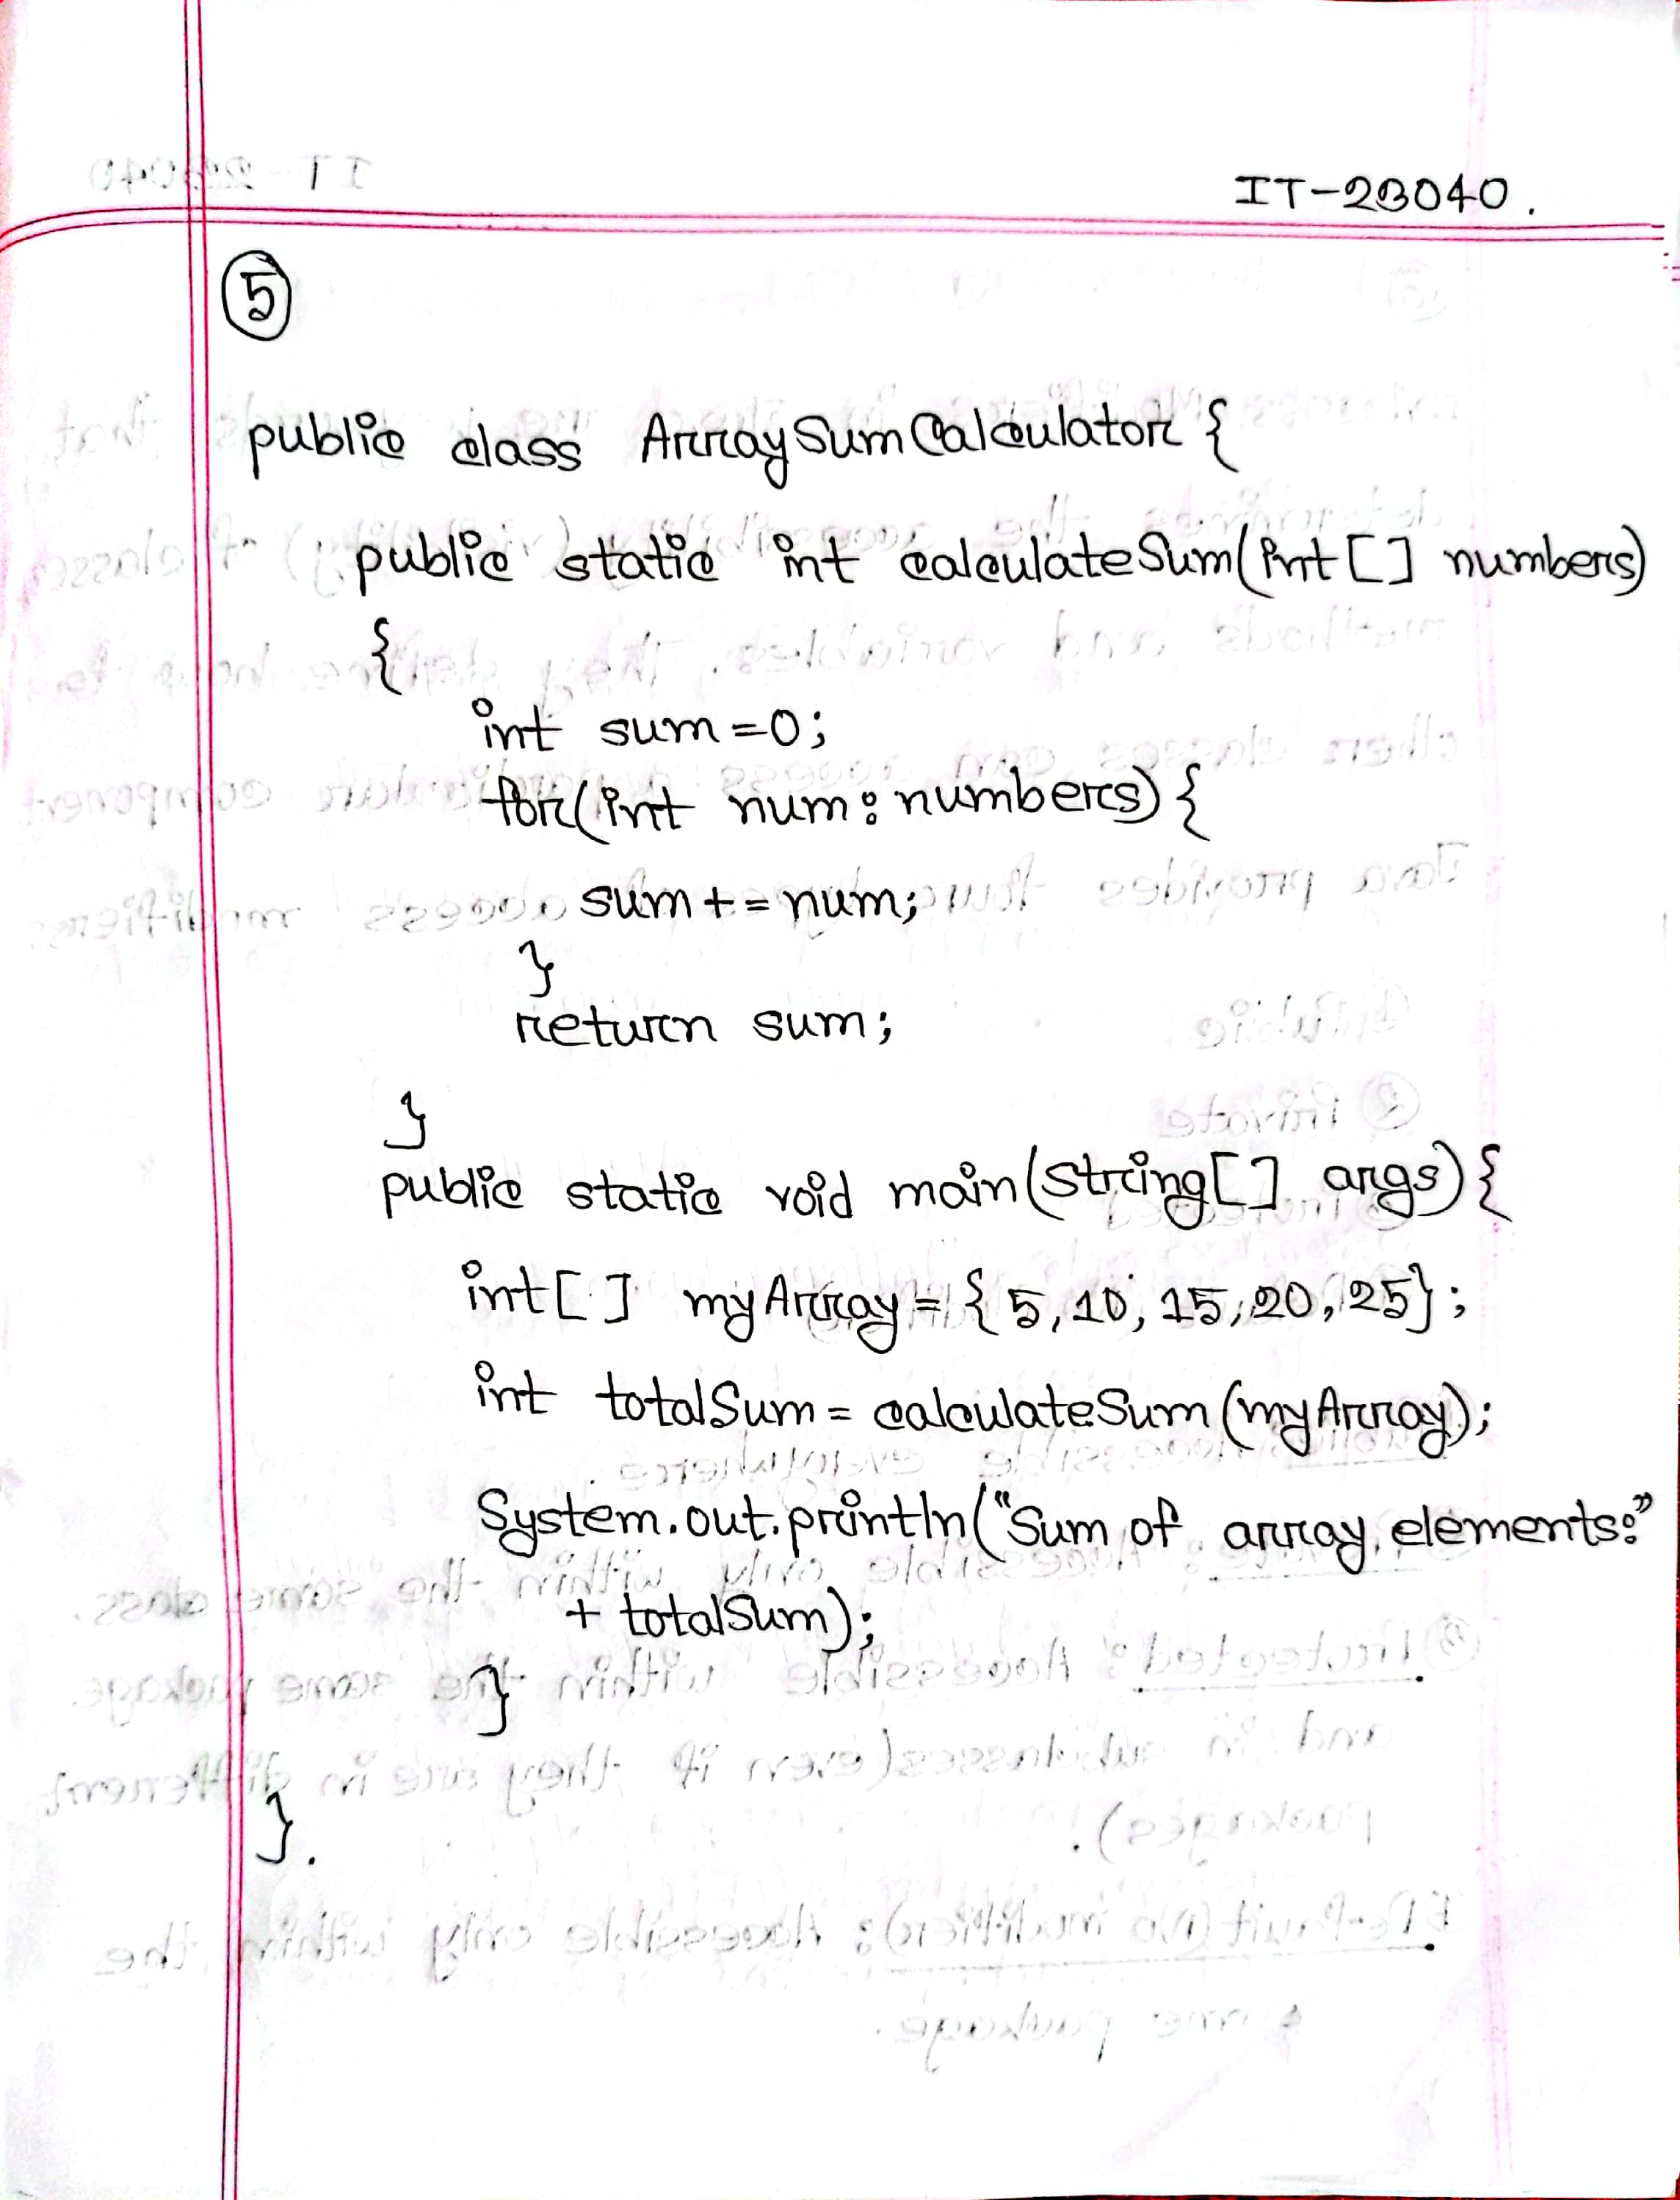 IT-23040.
5
public class ArraySumCalculator {
public static int calculateSum(int[] numbers)
{
int sum=0;
for(int num: numbers) {
sum+=num;
}
return sum;
}
public static void main(String[] args) {
int[] myArray = {5, 10, 15, 20, 25};
int totalSum = calculateSum (myArray);
System.out.println("Sum of array elements:"
+ totalSum);
}
}.